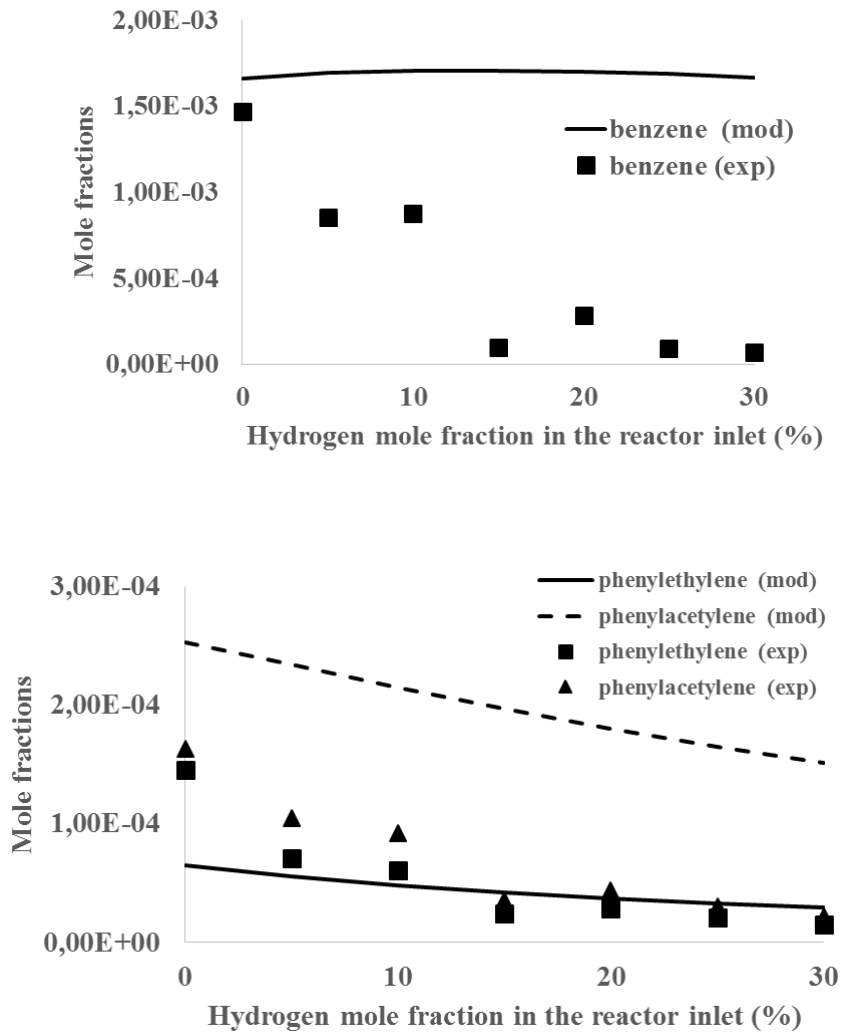 2,00E-03
1,50E-03
1,00E-03
5,00E-04
0,00E+00
Mole fractions
benzene (mod)
benzene (exp)
0 10 20 30
Hydrogen mole fraction in the reactor inlet (%)
3,00E-04
2,00E-04
1,00E-04
0,00E+00
Mole fractions
phenylethylene (mod)
phenylacetylene (mod)
phenylethylene (exp)
phenylacetylene (exp)
0 10 20 30
Hydrogen mole fraction in the reactor inlet (%)